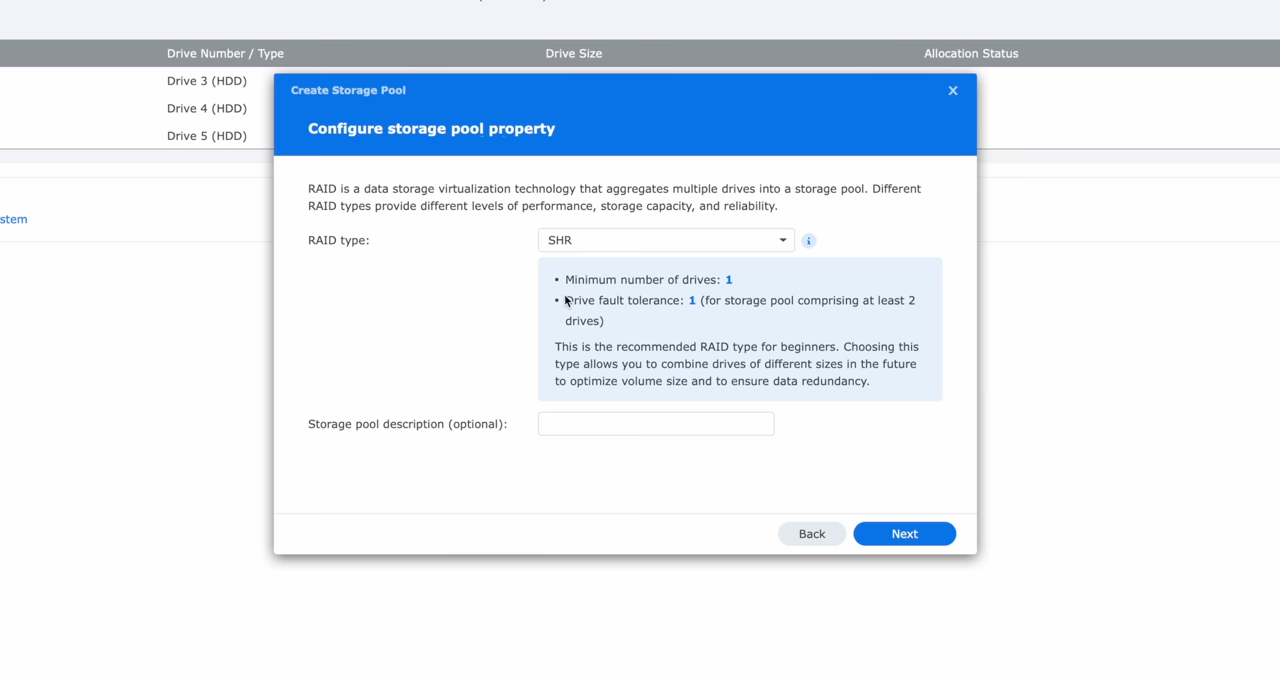 Drive Number / Type Drive Size Allocation Status
Drive 3 (HDD)
Drive 4 (HDD)
Drive 5 (HDD)
stem
Create Storage Pool
Configure storage pool property
RAID is a data storage virtualization technology that aggregates multiple drives into a storage pool. Different
RAID types provide different levels of performance, storage capacity, and reliability.
RAID type: SHR
• Minimum number of drives: 1
• Drive fault tolerance: 1 (for storage pool comprising at least 2
drives)
This is the recommended RAID type for beginners. Choosing this
type allows you to combine drives of different sizes in the future
to optimize volume size and to ensure data redundancy.
Storage pool description (optional):
Back Next